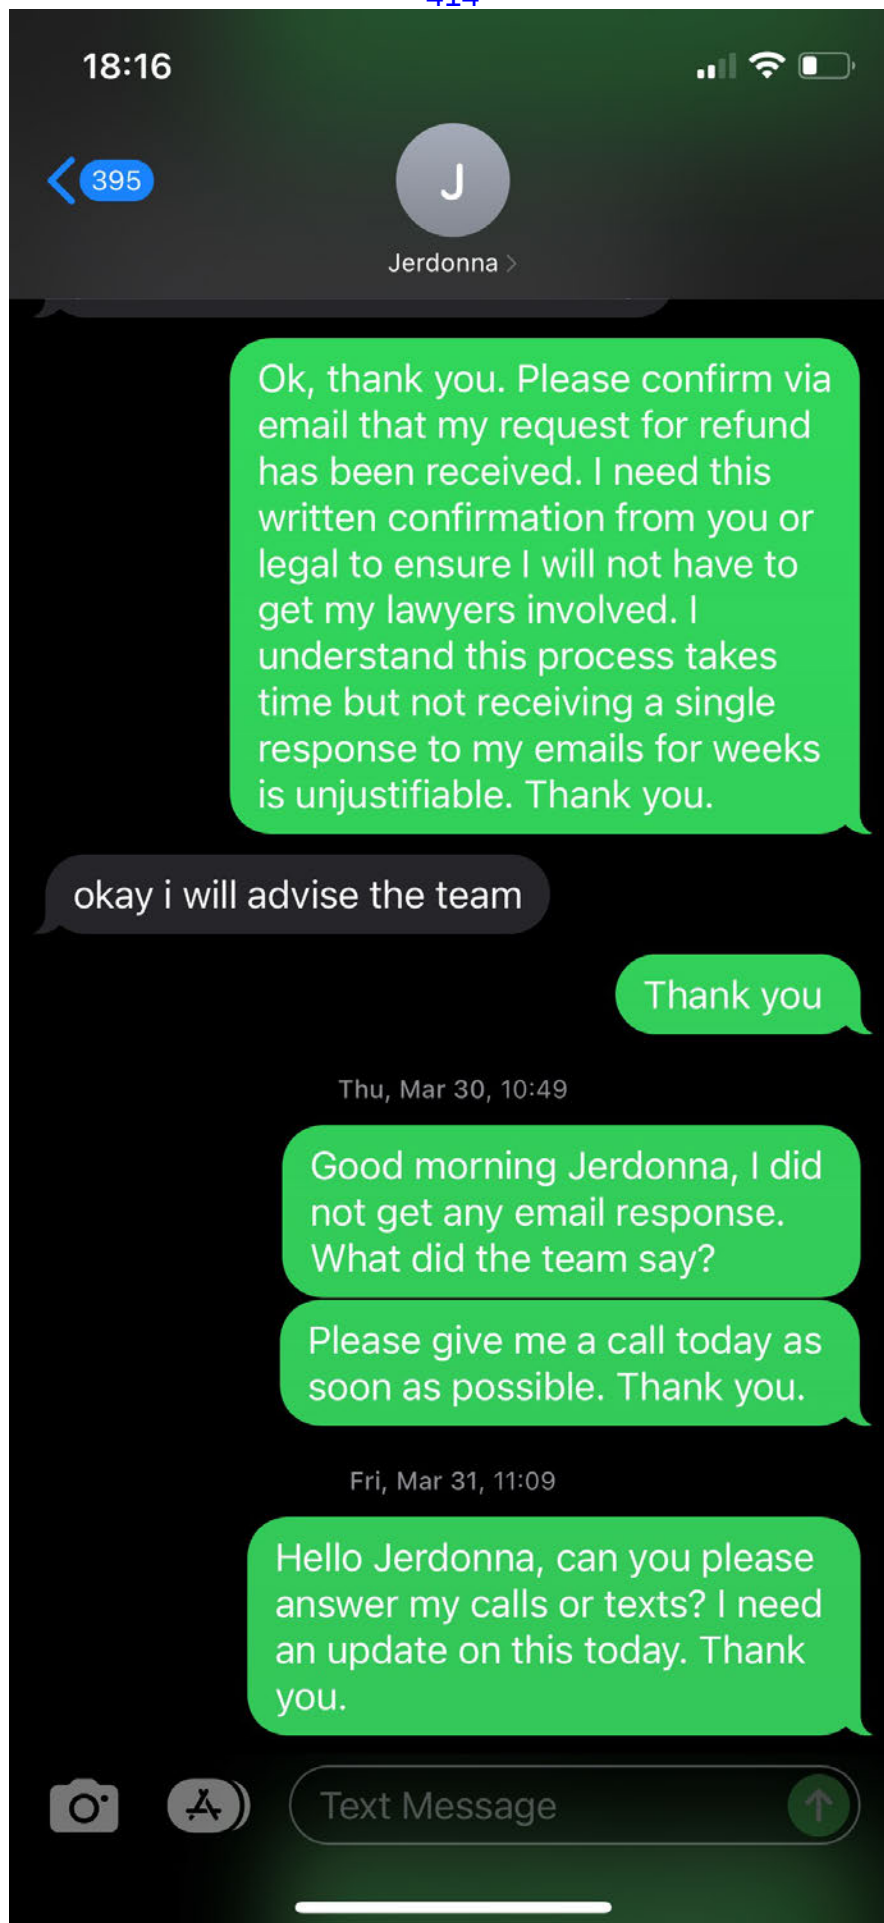 414
18:16
395
J
Jerdonna
Ok, thank you. Please confirm via
email that my request for refund
has been received. I need this
written confirmation from you or
legal to ensure I will not have to
get my lawyers involved. I
understand this process takes
time but not receiving a single
response to my emails for weeks
is unjustifiable. Thank you.
okay i will advise the team
Thank you
Thu, Mar 30, 10:49
Good morning Jerdonna, I did
not get any email response.
What did the team say?
Please give me a call today as
soon as possible. Thank you.
Fri, Mar 31, 11:09
Hello Jerdonna, can you please
answer my calls or texts? I need
an update on this today. Thank
you.
Text Message